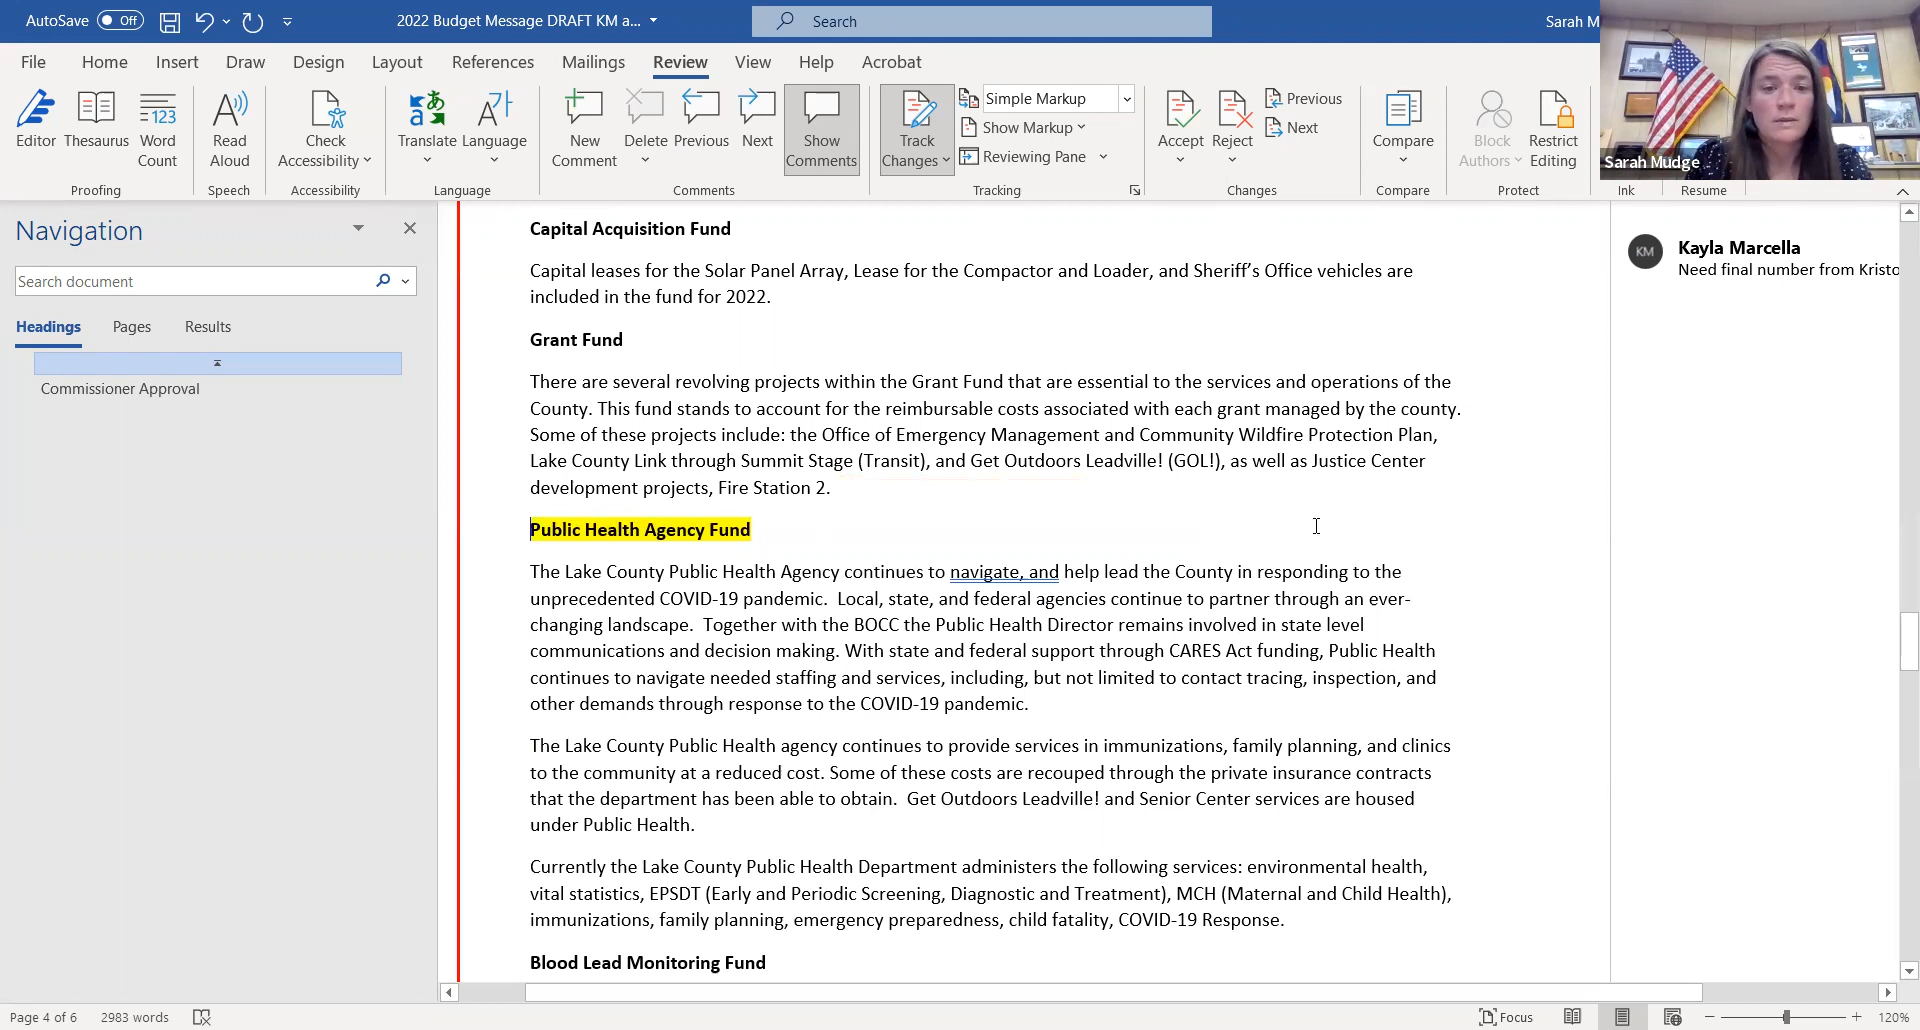 AutoSave Off 2022 Budget Message DRAFT KM a... Search Sarah M
File Home Insert Draw Design Layout References Mailings Review View Help Acrobat
Editor Thesaurus Word Count Read Aloud Check Accessibility Translate Language New Comment Delete Previous Next Show Comments Track Changes Simple Markup Show Markup Reviewing Pane Accept Reject Previous Next Compare Block Authors Restrict Editing
Sarah Mudge
Proofing Speech Accessibility Language Comments Tracking Changes Compare Protect Ink Resume
Navigation
Search document
Headings Pages Results
Commissioner Approval
Capital Acquisition Fund
Capital leases for the Solar Panel Array, Lease for the Compactor and Loader, and Sheriff’s Office vehicles are
included in the fund for 2022.
Grant Fund
There are several revolving projects within the Grant Fund that are essential to the services and operations of the
County. This fund stands to account for the reimbursable costs associated with each grant managed by the county.
Some of these projects include: the Office of Emergency Management and Community Wildfire Protection Plan,
Lake County Link through Summit Stage (Transit), and Get Outdoors Leadville! (GOL!), as well as Justice Center
development projects, Fire Station 2.
Public Health Agency Fund
The Lake County Public Health Agency continues to navigate, and help lead the County in responding to the
unprecedented COVID-19 pandemic.  Local, state, and federal agencies continue to partner through an ever-
changing landscape.  Together with the BOCC the Public Health Director remains involved in state level
communications and decision making. With state and federal support through CARES Act funding, Public Health
continues to navigate needed staffing and services, including, but not limited to contact tracing, inspection, and
other demands through response to the COVID-19 pandemic.
The Lake County Public Health agency continues to provide services in immunizations, family planning, and clinics
to the community at a reduced cost. Some of these costs are recouped through the private insurance contracts
that the department has been able to obtain.  Get Outdoors Leadville! and Senior Center services are housed
under Public Health.
Currently the Lake County Public Health Department administers the following services: environmental health,
vital statistics, EPSDT (Early and Periodic Screening, Diagnostic and Treatment), MCH (Maternal and Child Health),
immunizations, family planning, emergency preparedness, child fatality, COVID-19 Response.
Blood Lead Monitoring Fund
KM Kayla Marcella
Need final number from Kristo
Page 4 of 6 2983 words Focus 120%